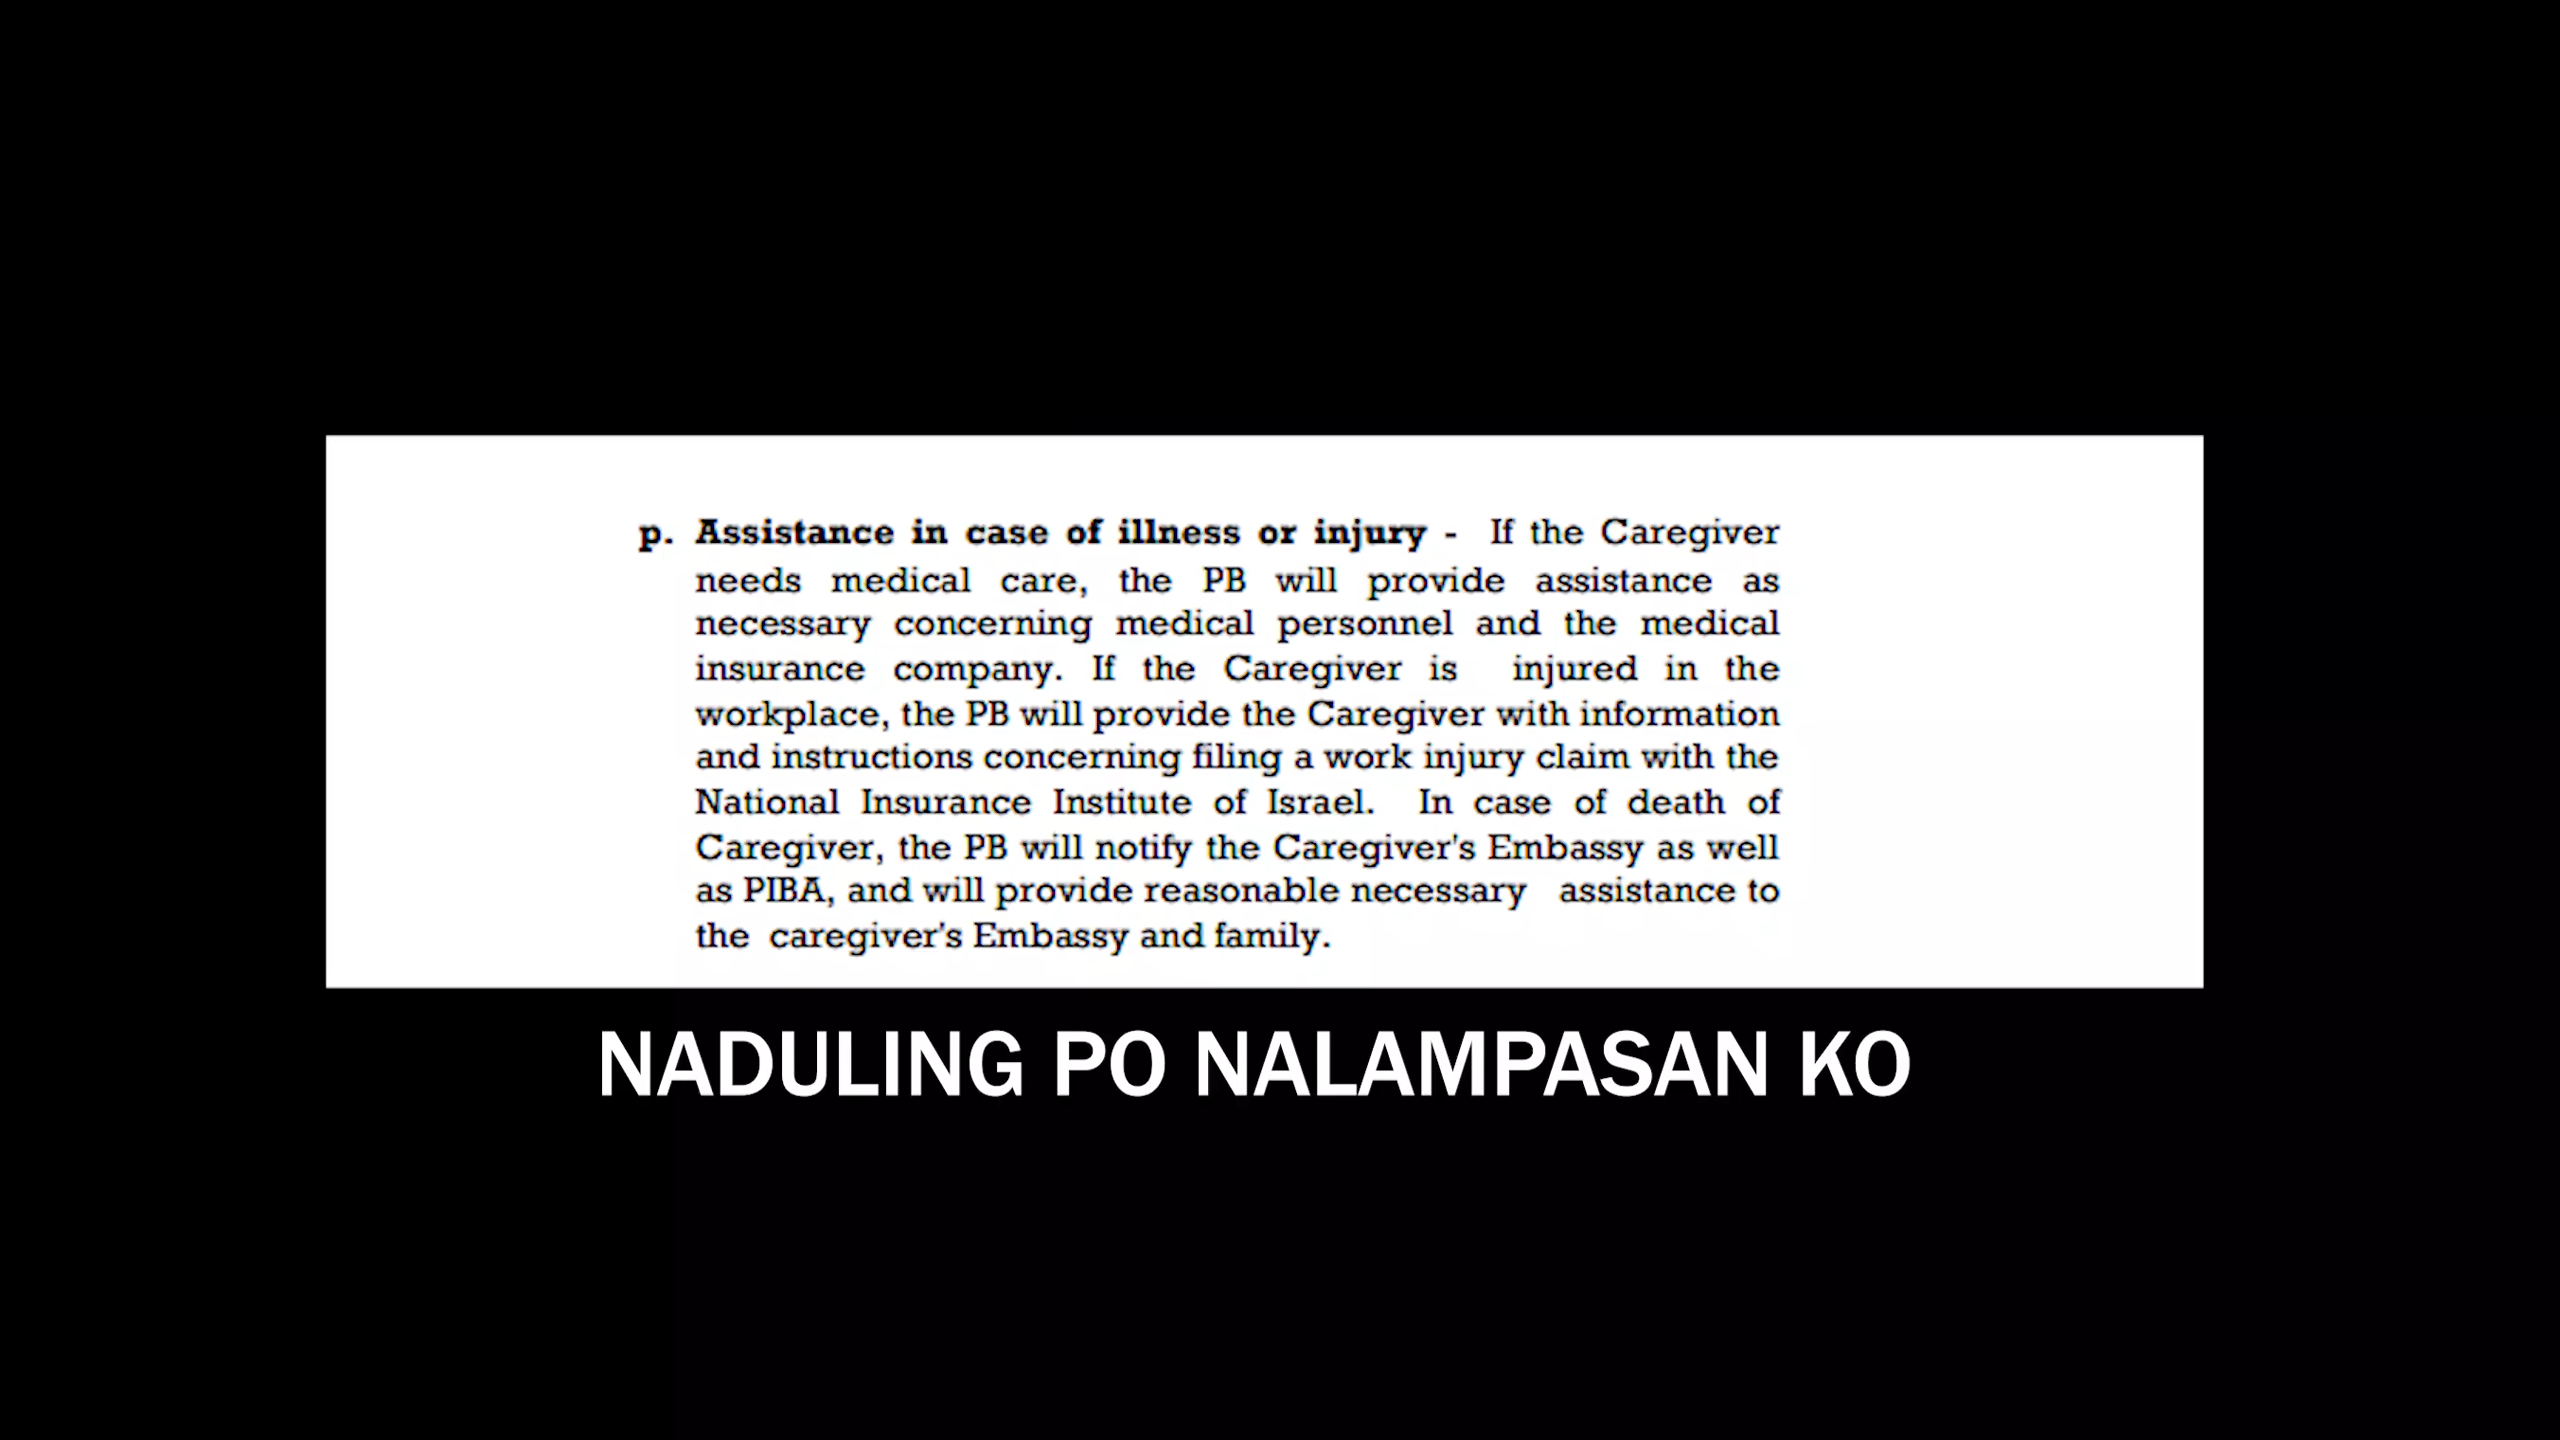 p. Assistance in case of illness or injury - If the Caregiver
needs medical care, the PB will provide assistance as
necessary concerning medical personnel and the medical
insurance company. If the Caregiver is injured in the
workplace, the PB will provide the Caregiver with information
and instructions concerning filing a work injury claim with the
National Insurance Institute of Israel. In case of death of
Caregiver, the PB will notify the Caregiver's Embassy as well
as PIBA, and will provide reasonable necessary assistance to
the caregiver's Embassy and family.
NADULING PO NALAMPASAN KO